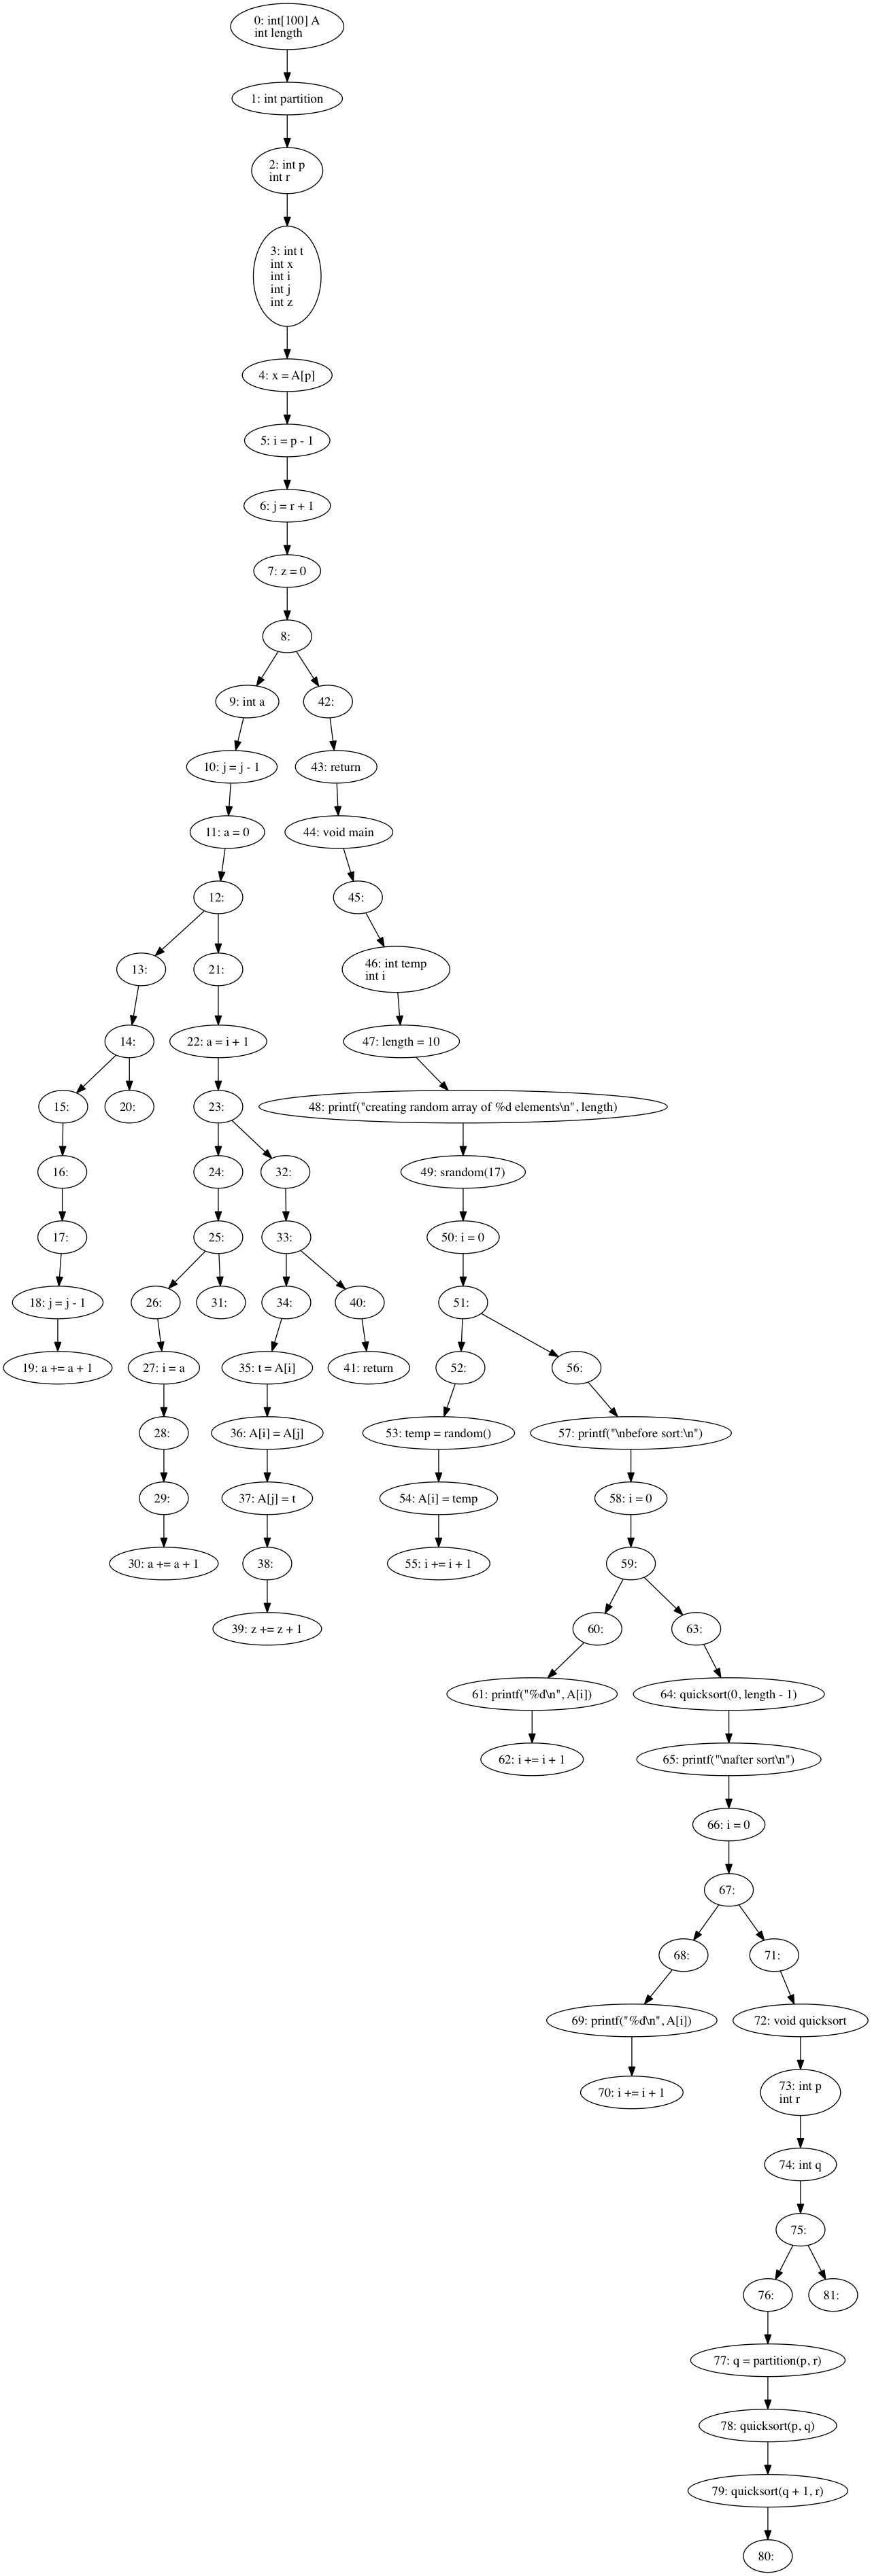 0: int[100] A
int length
1: int partition
2: int p
int r
3: int t
int x
int i
int j
int z
4: x = A[p]
5: i = p - 1
6: j = r + 1
7: z = 0
8:
9: int a
42:
10: j = j - 1
43: return
11: a = 0
44: void main
12:
45:
13:
21:
46: int temp
int i
14:
22: a = i + 1
47: length = 10
15:
20:
23:
48: printf("creating random array of %d elements\n", length)
16:
24:
32:
49: srandom(17)
17:
25:
33:
50: i = 0
18: j = j - 1
26:
31:
34:
40:
51:
19: a += a + 1
27: i = a
35: t = A[i]
41: return
52:
56:
28:
36: A[i] = A[j]
53: temp = random()
57: printf("\nbefore sort:\n")
29:
37: A[j] = t
54: A[i] = temp
58: i = 0
30: a += a + 1
38:
55: i += i + 1
59:
39: z += z + 1
60:
63:
61: printf("%d\n", A[i])
64: quicksort(0, length - 1)
62: i += i + 1
65: printf("\nafter sort\n")
66: i = 0
67:
68:
71:
69: printf("%d\n", A[i])
72: void quicksort
70: i += i + 1
73: int p
int r
74: int q
75:
76:
81:
77: q = partition(p, r)
78: quicksort(p, q)
79: quicksort(q + 1, r)
80: